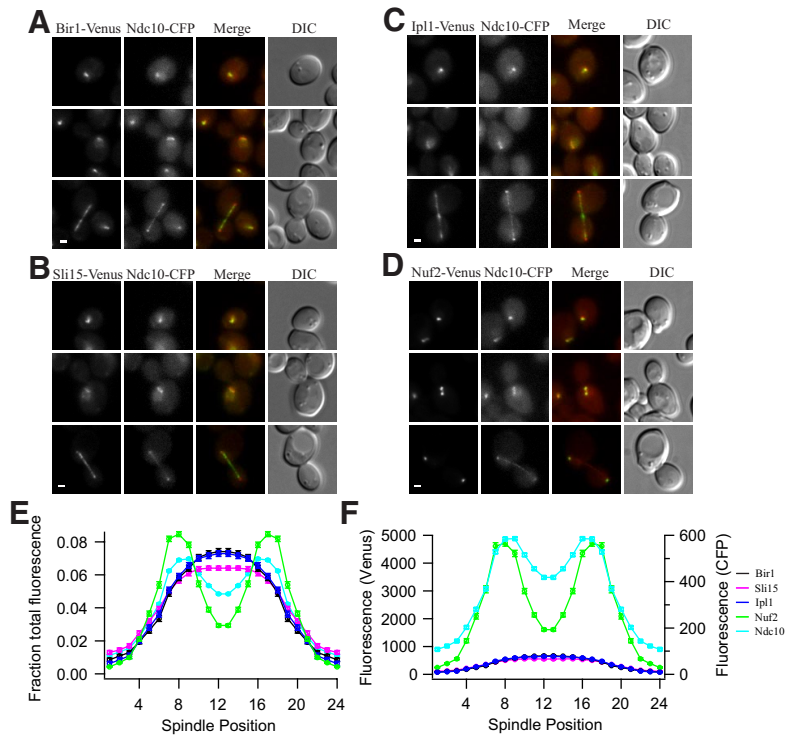 A
Bir1-Venus Ndc10-CFP Merge DIC
B
Sli15-Venus Ndc10-CFP Merge DIC
C
Ipl1-Venus Ndc10-CFP Merge DIC
D
Nuf2-Venus Ndc10-CFP Merge DIC
E
Fraction total fluorescence
0.08
0.06
0.04
0.02
0.00
4 8 12 16 20 24
Spindle Position
F
Fluorescence (Venus)
5000
4000
3000
2000
1000
0
600
400
200
0
Fluorescence (CFP)
4 8 12 16 20 24
Spindle Position
Bir1
Sli15
Ipl1
Nuf2
Ndc10